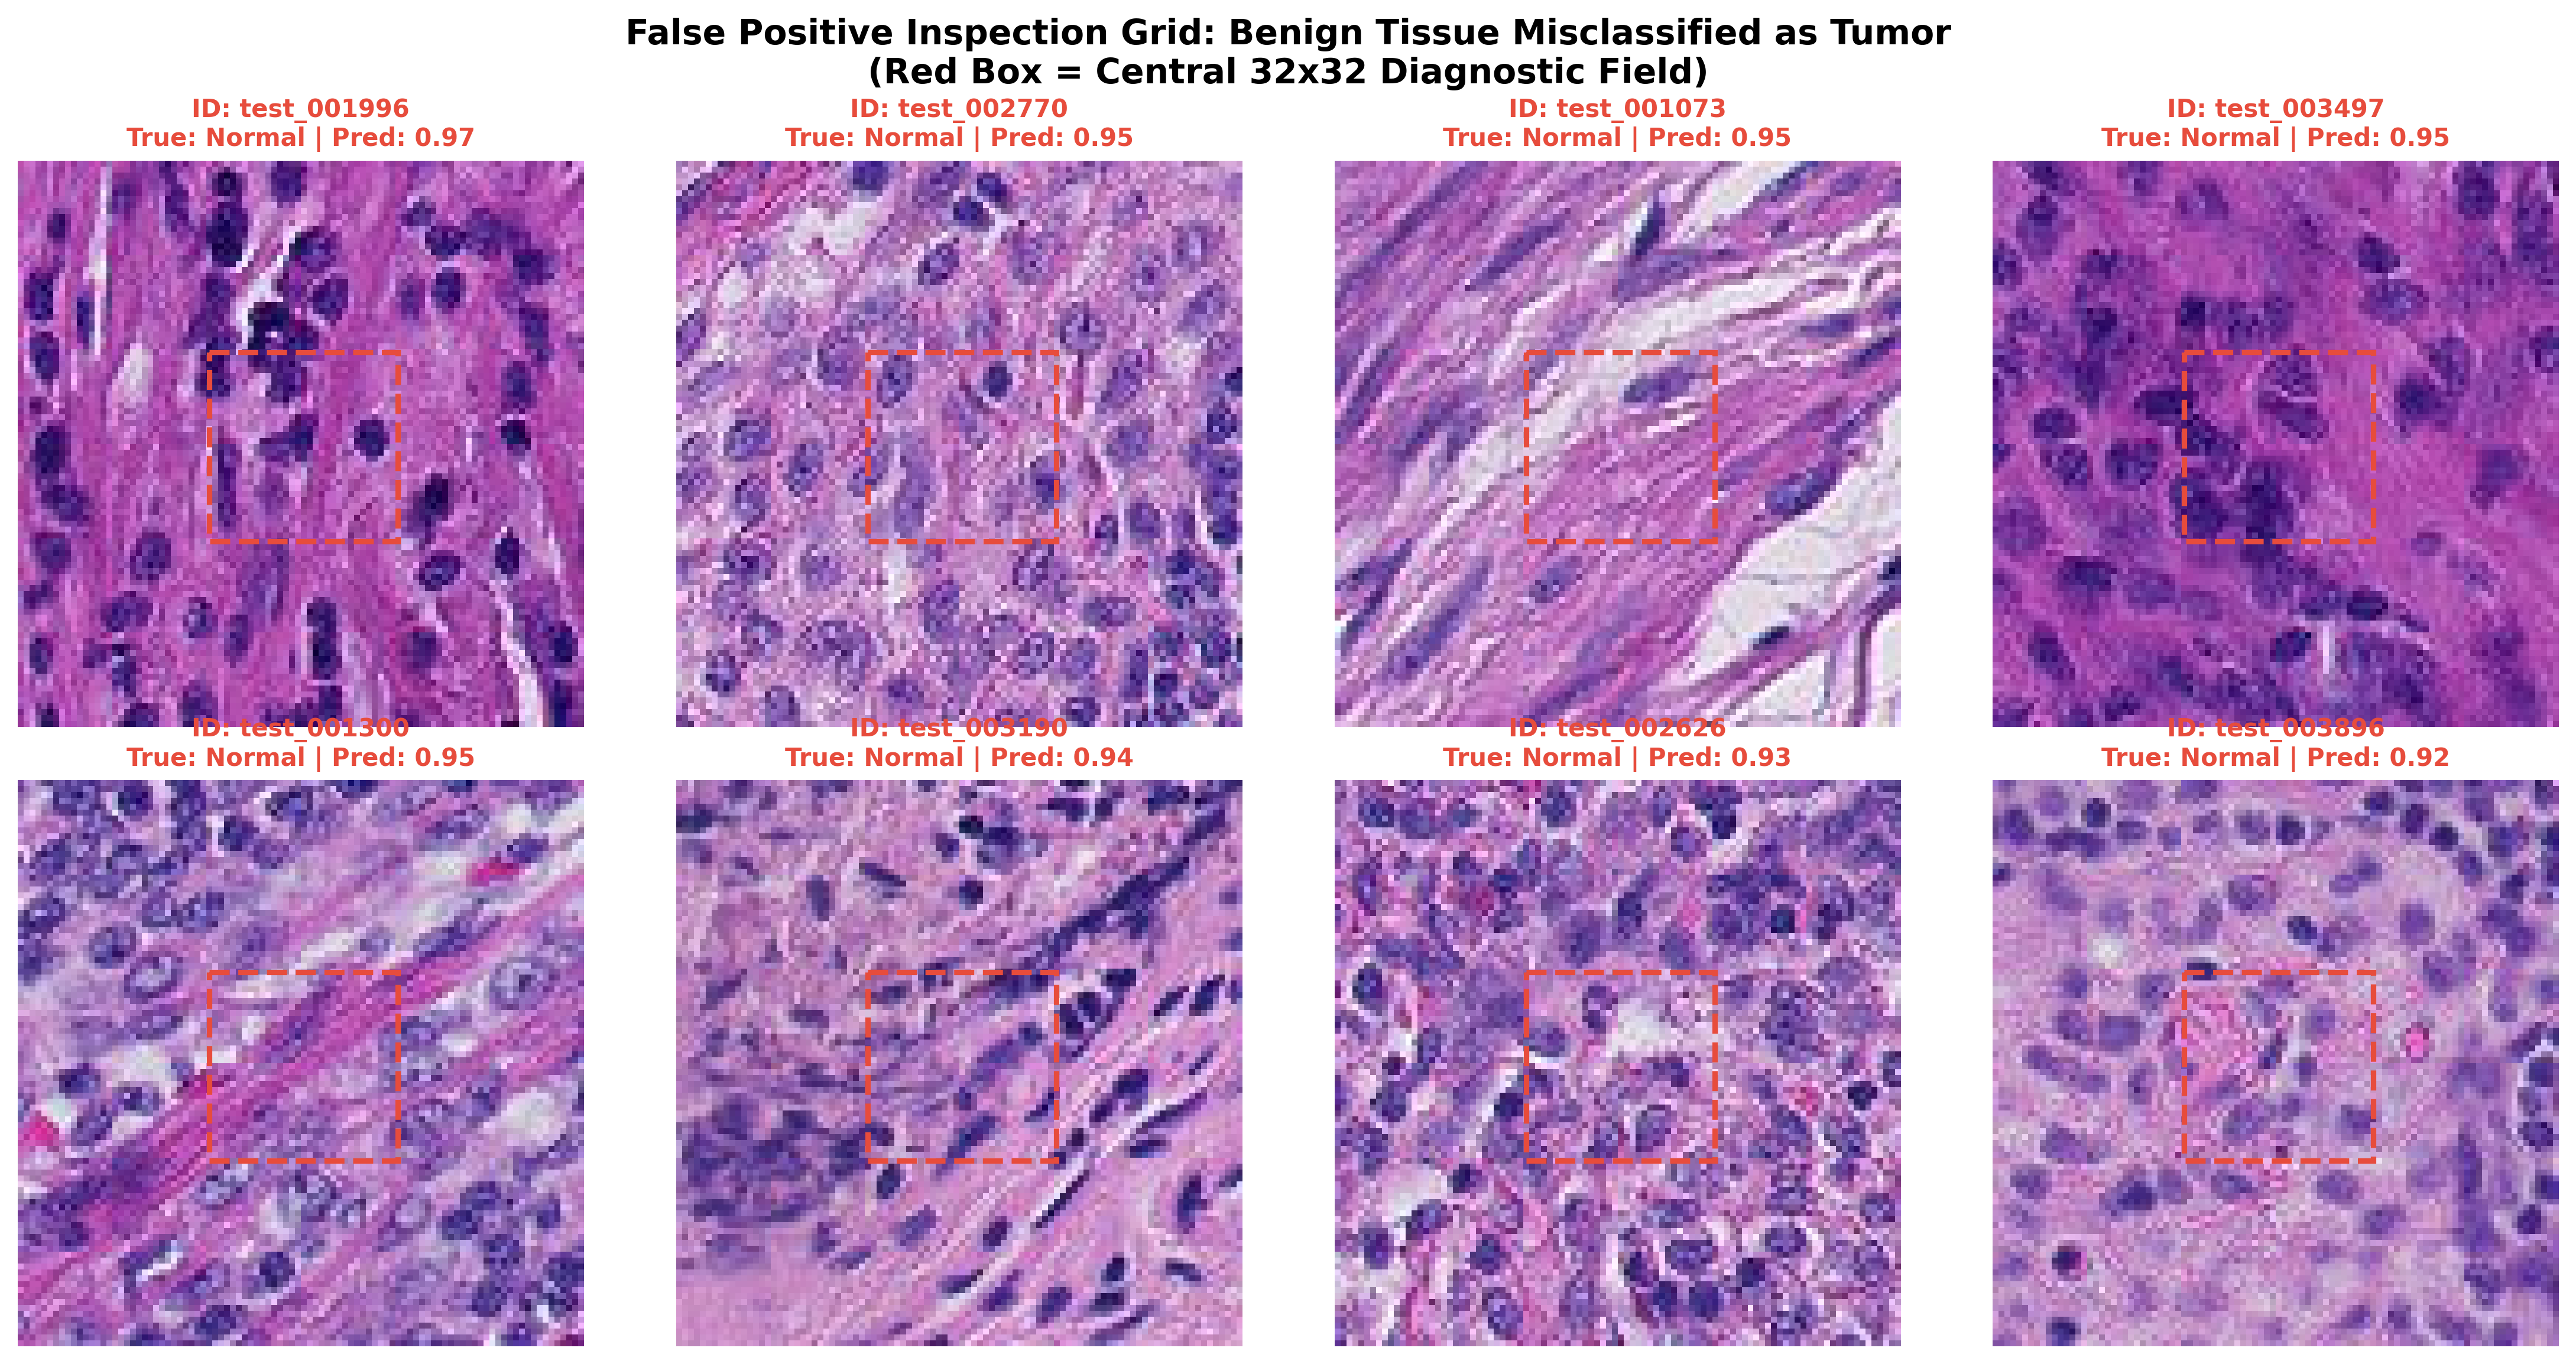 False Positive Inspection Grid: Benign Tissue Misclassified as Tumor
(Red Box = Central 32x32 Diagnostic Field)
ID: test_001996
True: Normal | Pred: 0.97
ID: test_002770
True: Normal | Pred: 0.95
ID: test_001073
True: Normal | Pred: 0.95
ID: test_003497
True: Normal | Pred: 0.95
ID: test_001300
True: Normal | Pred: 0.95
ID: test_003190
True: Normal | Pred: 0.94
ID: test_002626
True: Normal | Pred: 0.93
ID: test_003896
True: Normal | Pred: 0.92